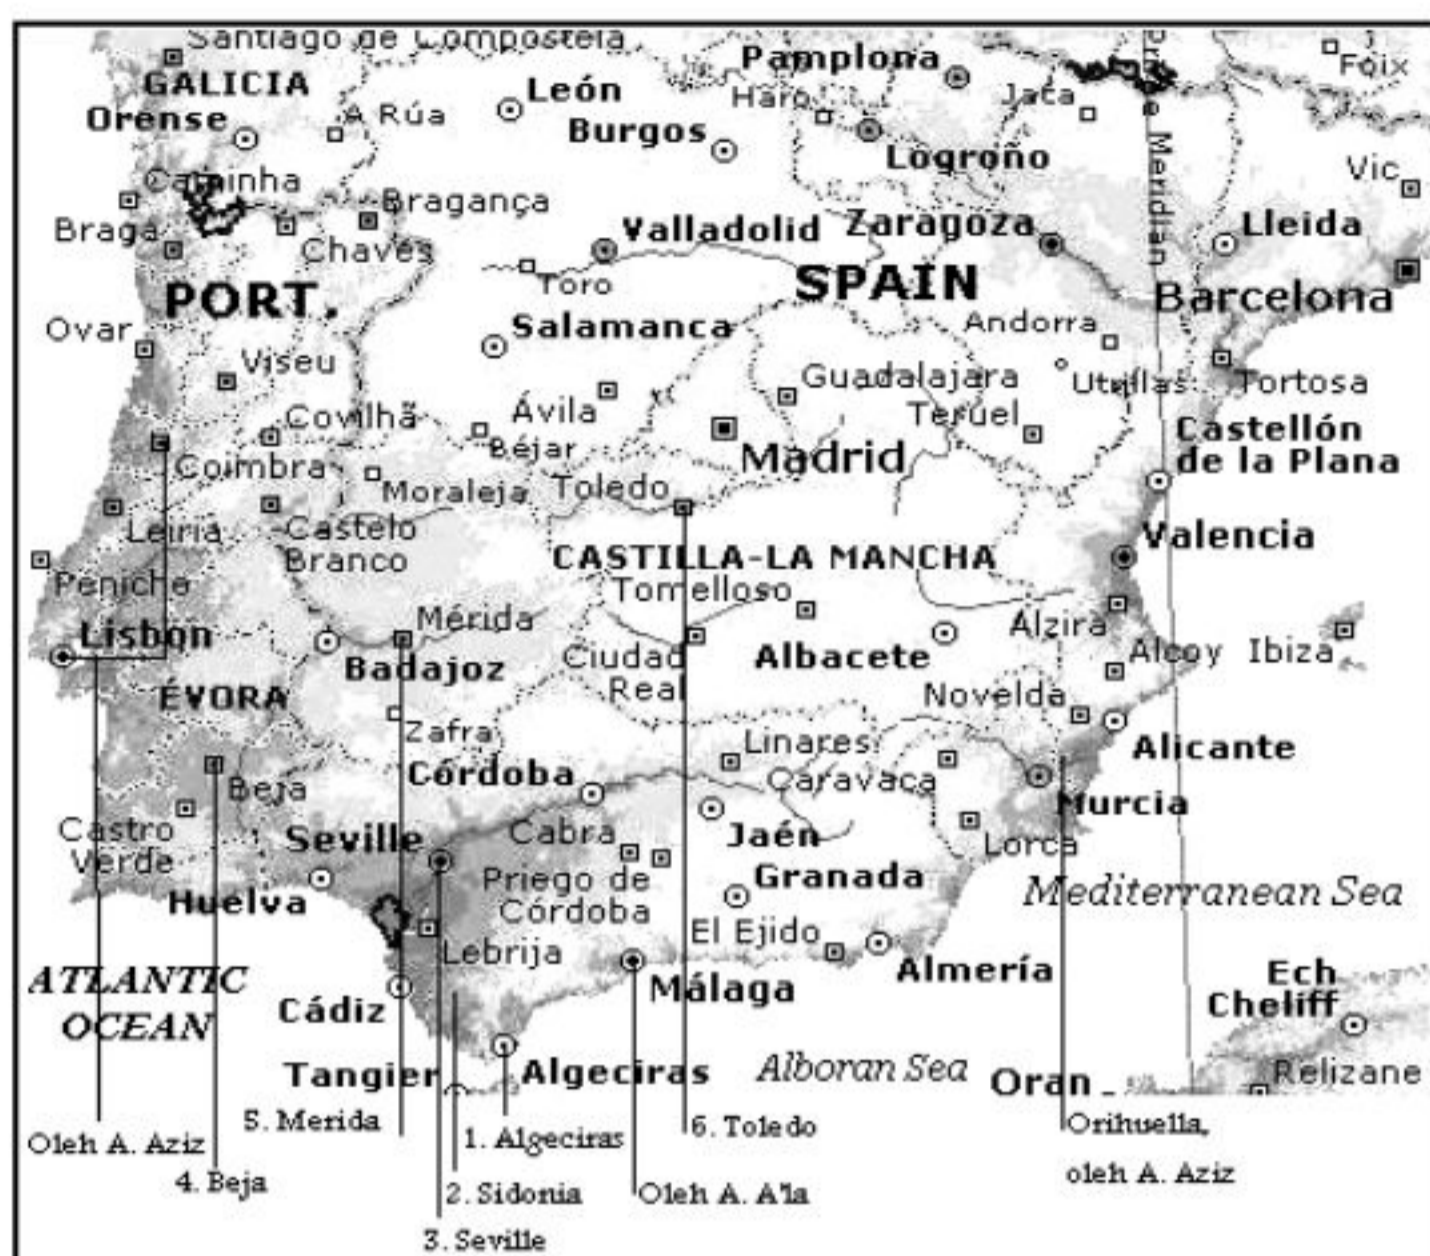 Santiago de Compostela
GALICIA
Orense
A Rúa
León
Burgos
Pamplona
Haro
Logroño
Jaca
Foix
Vic
Caminha
Braga
Chaves
Bragança
Valladolid
Zaragoza
Meridian
Lleida
PORT.
Toro
SPAIN
Barcelona
Ovar
Viseu
Salamanca
Andorra
Guadalajara
Utrillas
Tortosa
Covilhã
Ávila
Béjar
Teruel
Castellón
de la Plana
Coimbra
Moraleja
Madrid
Toledo
Leiria
Castelo
Branco
CASTILLA-LA MANCHA
Valencia
Peniche
Tomelloso
Lisbon
Mérida
Badajoz
Ciudad
Real
Albacete
Alzira
Alcoy
Ibiza
ÉVORA
Zafra
Novelda
Alicante
Beja
Córdoba
Linares
Caravaca
Murcia
Castro
Verde
Seville
Cabra
Jaén
Lorca
Huelva
Priego de
Córdoba
Granada
Mediterranean Sea
Lebrija
El Ejido
Almería
ATLANTIC
OCEAN
Cádiz
Málaga
Ech
Cheliff
Tangier
Algeciras
Alboran Sea
Oran
Relizane
Oleh A. Aziz
4. Beja
5. Merida
3. Seville
2. Sidonia
1. Algeciras
Oleh A. A'la
6. Toledo
Orihuella,
oleh A. Aziz